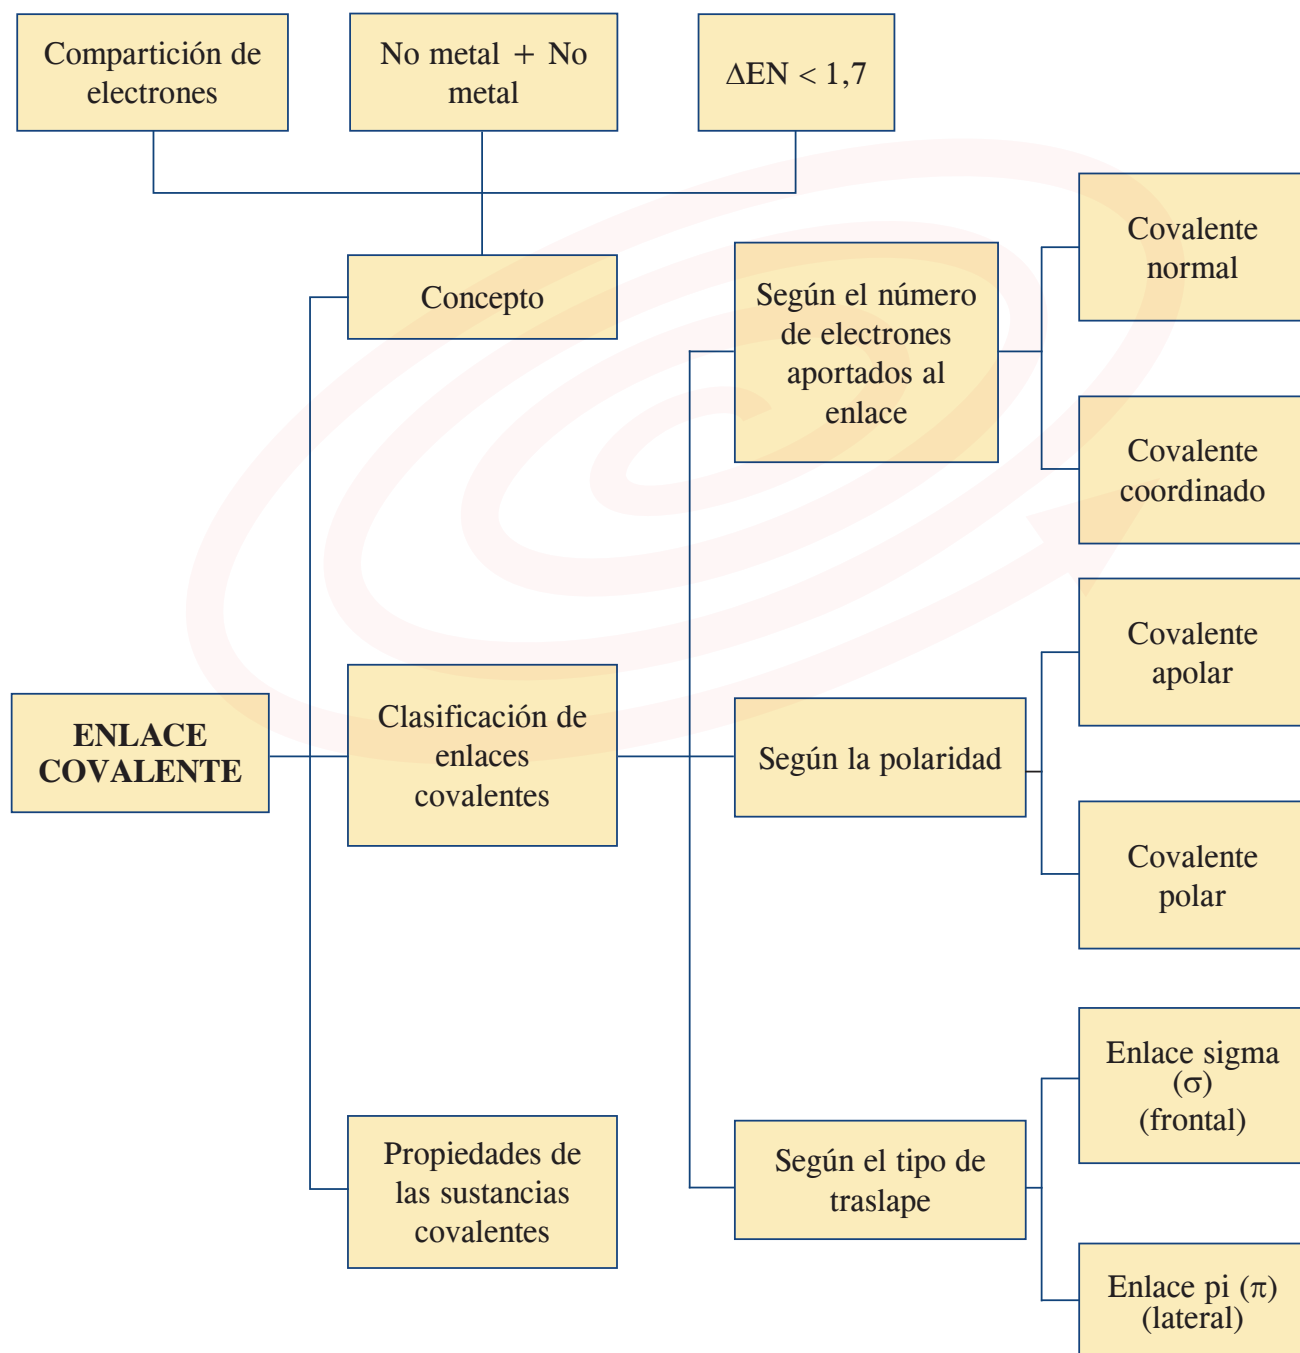 Compartición de
electrones
No metal + No
metal
ΔEN < 1,7
Concepto
Según el número
de electrones
aportados al
enlace
Covalente
normal
Covalente
coordinado
ENLACE
COVALENTE
Clasificación de
enlaces
covalentes
Según la polaridad
Covalente
apolar
Covalente
polar
Propiedades de
las sustancias
covalentes
Según el tipo de
traslape
Enlace sigma
(σ)
(frontal)
Enlace pi (π)
(lateral)